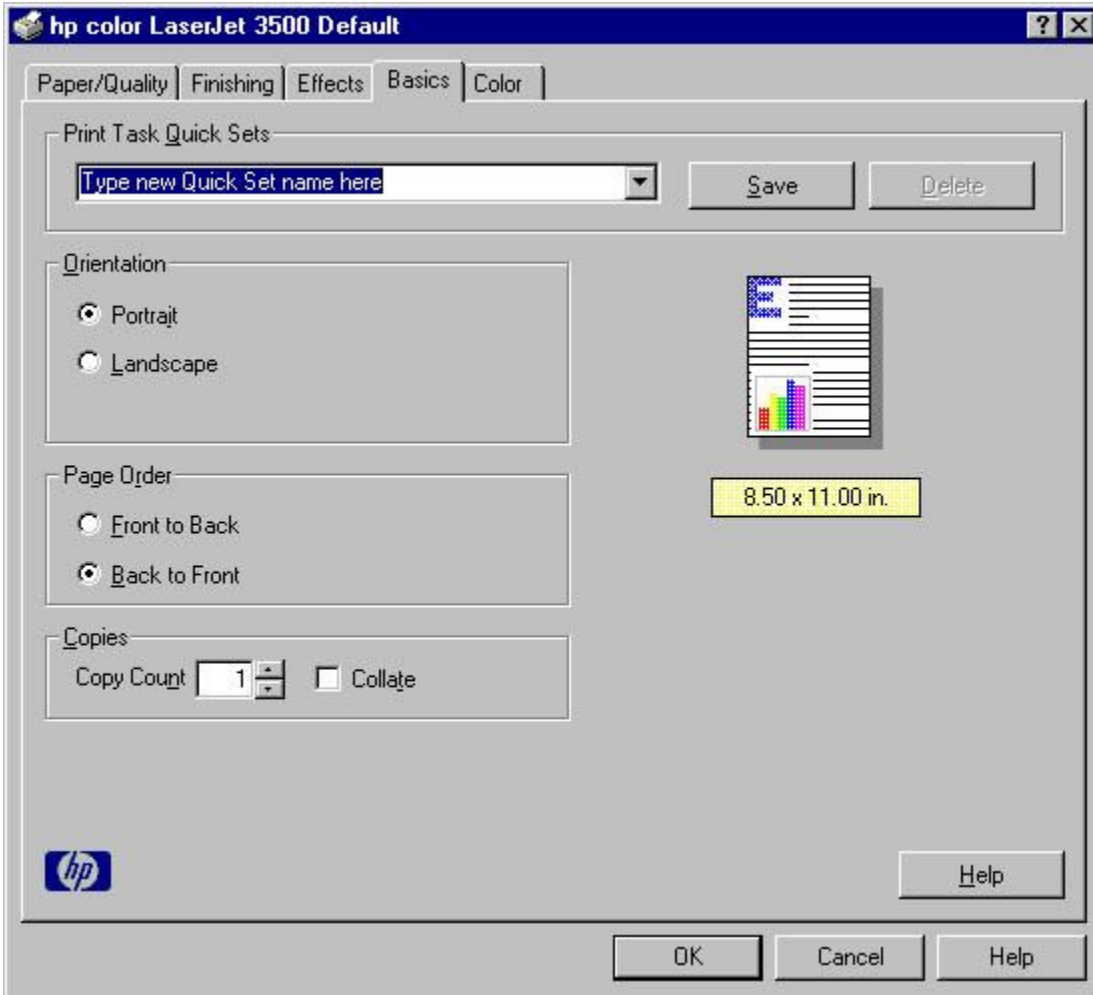 hp color LaserJet 3500 Default
Paper/Quality Finishing Effects Basics Color
Print Task Quick Sets
Type new Quick Set name here Save Delete
Orientation
Portrait
Landscape
E
8.50 x 11.00 in.
Page Order
Front to Back
Back to Front
Copies
Copy Count 1 Collate
hp
Help
OK Cancel Help